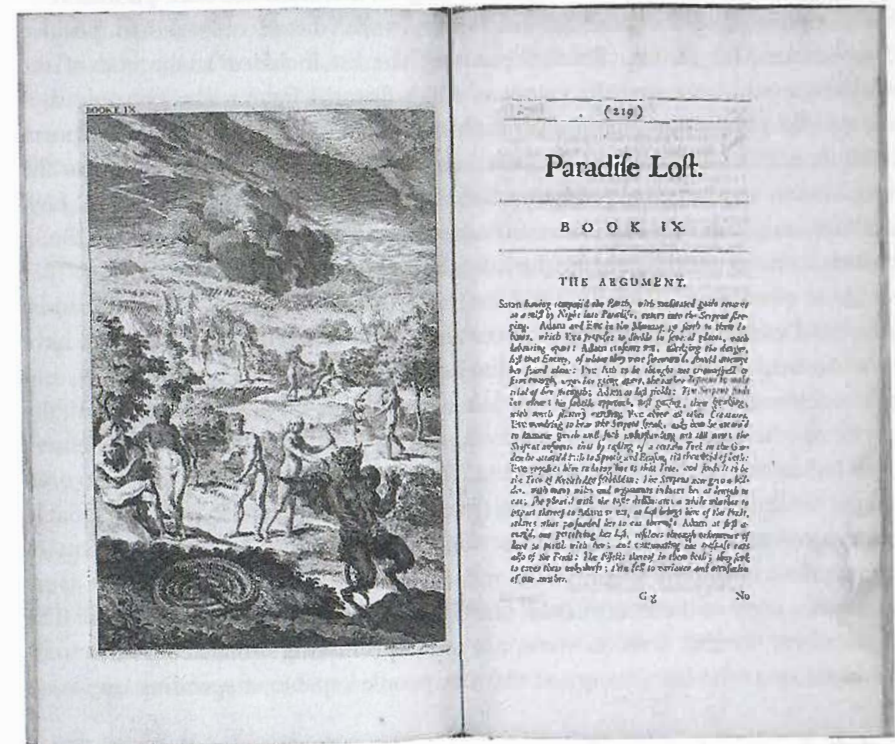 BOOKE IX
(219)
Paradiſe Loſt.
BOOK IX.
THE ARGUMENT.
Satan having compaſs'd the Earth, with meditated guile returns
as a miſt by Night into Paradiſe, enters into the Serpent ſleep-
ing. Adam and Eve in the Morning go forth to their la-
bours, which Eve propoſes to divide in ſeveral places, each
labouring apart: Adam conſents not, alledging the danger,
leſt that Enemy, of whom they were forewarn'd, ſhould attempt
her found alone: Eve loth to be thought not circumſpect or
firm enough, urges her going apart, the rather deſirous to make
trial of her ſtrength; Adam at laſt yields: The Serpent finds
her alone; his ſubtle approach, firſt gazing, then ſpeaking,
with much flattery extolling Eve above all other Creatures.
Eve wondring to hear the Serpent ſpeak, asks how he attain'd
to humane ſpeech and ſuch underſtanding not till now; the
Serpent anſwers, that by taſting of a certain Tree in the Gar-
den he attain'd both to Speech and Reaſon, till then void of both:
Eve requires him to bring her to that Tree, and finds it to be
the Tree of Knowledge forbidden: The Serpent now grown bol-
der, with many wiles and arguments induces her at length to
eat; ſhe pleas'd with the taſte deliberates a while whether to
impart thereof to Adam or not, at laſt brings him of the Fruit,
relates what perſwaded her to eat thereof: Adam at firſt a-
maz'd, but perceiving her loſt, reſolves through vehemence of
love to periſh with her; and extenuating the treſpaſs eats
alſo of the Fruit: The Effects thereof in them both; they ſeek
to cover their nakedneſs; then fall to variance and accuſation
of one another.
G g No